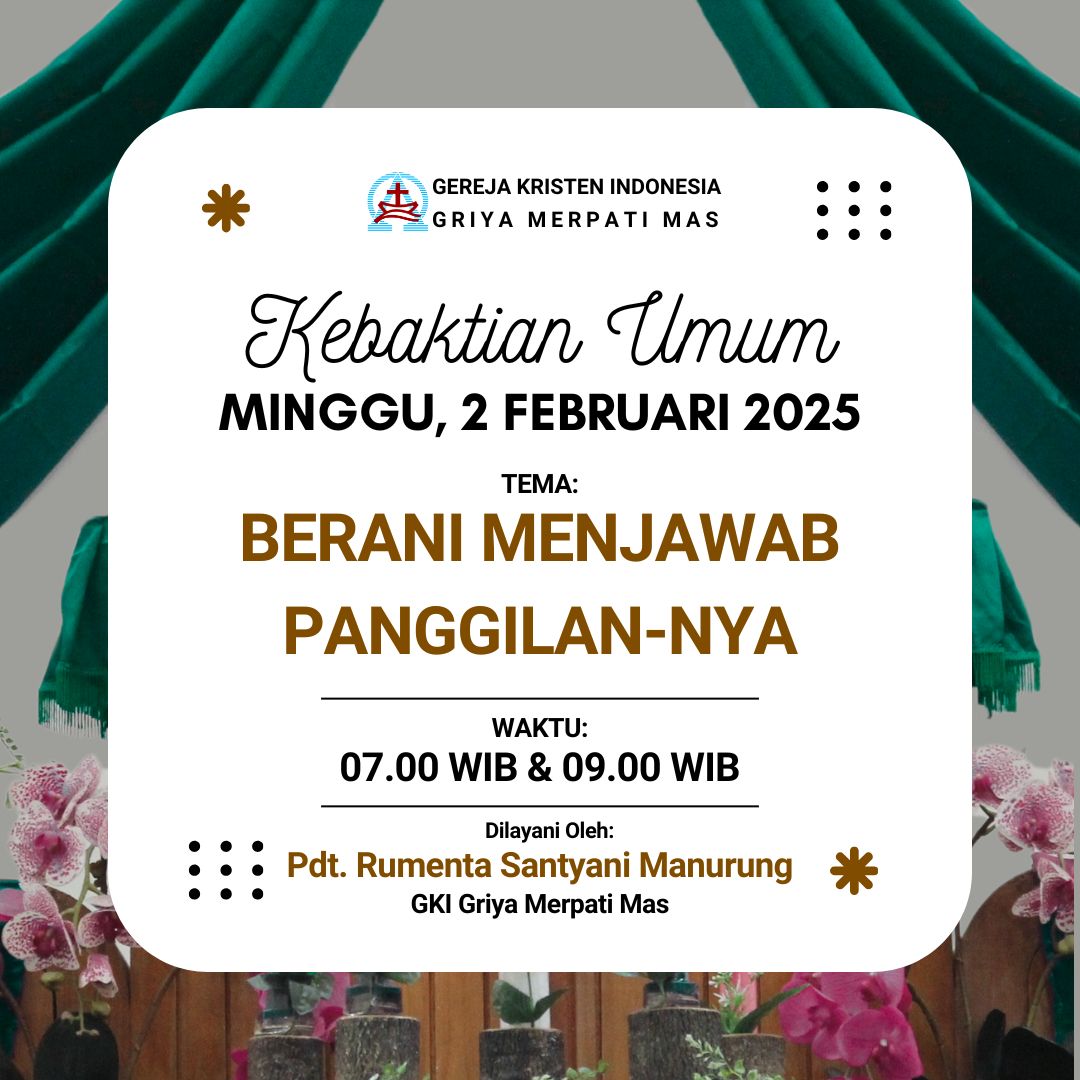 GEREJA KRISTEN INDONESIA
GRIYA MERPATI MAS
Kebaktian Umum
MINGGU, 2 FEBRUARI 2025
TEMA:
BERANI MENJAWAB
PANGGILAN-NYA
WAKTU:
07.00 WIB & 09.00 WIB
Dilayani Oleh:
Pdt. Rumenta Santyani Manurung
GKI Griya Merpati Mas